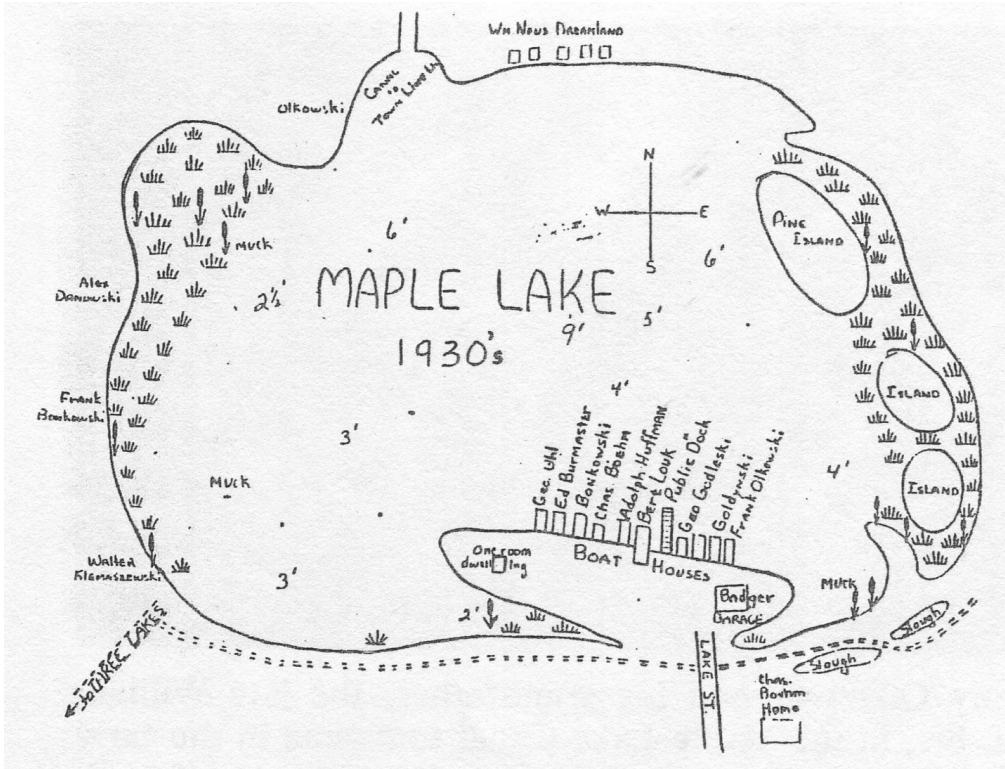 Wm. Nous Dreamland
Canal
to
Town Line
Olkowski
N
W
E
S
Pine
Island
6'
6'
Muck
Alex
Danowski
2½'
MAPLE LAKE
9'
5'
1930's
Island
Frank
Bonkowski
4'
3'
Geo. Uhl
Ed Burmaster
Bonkowski
Chas. Boehm
Adolph Huffman
Bert Louk
Public Dock
Geo Godleski
Goldynski
Frank Olkowski
4'
Muck
Island
Boat
Houses
One room
dwelling
Walter
Klemaszewski
3'
2'
Badger
Garage
Muck
To Three Lakes
Slough
Slough
Lake St.
Chas.
Boehm
Home